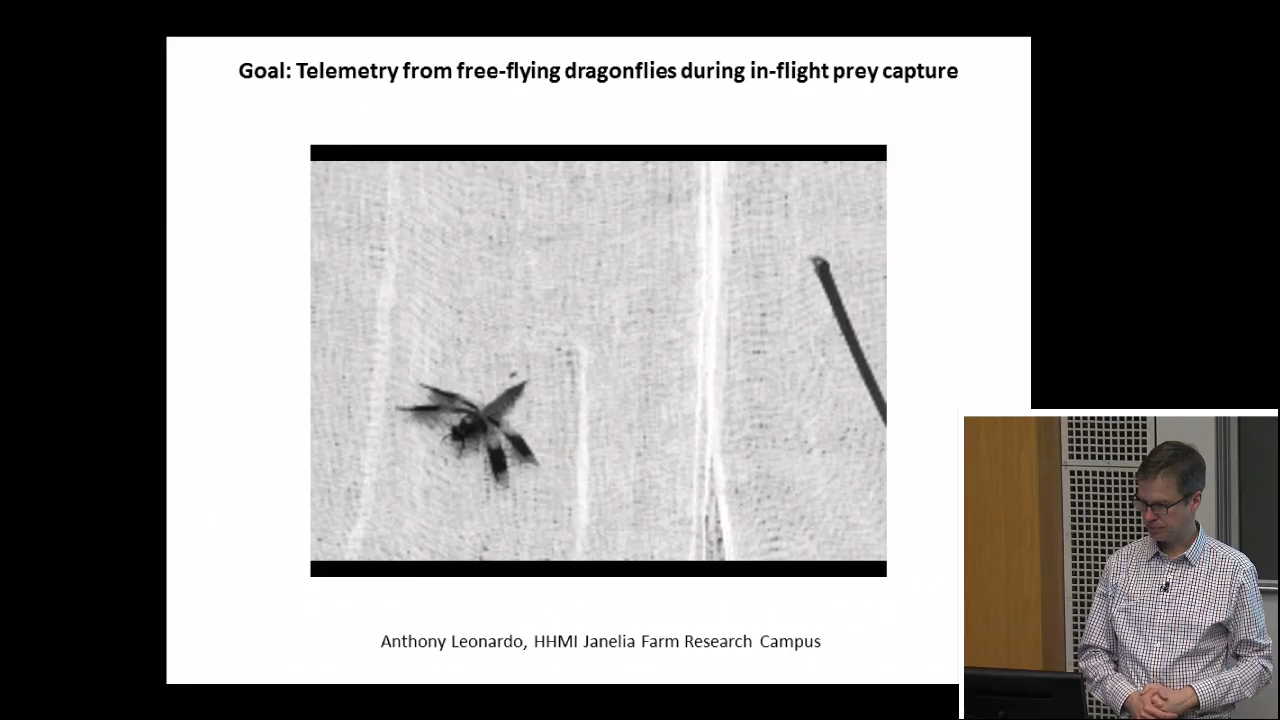 Goal: Telemetry from free-flying dragonflies during in-flight prey capture
Anthony Leonardo, HHMI Janelia Farm Research Campus